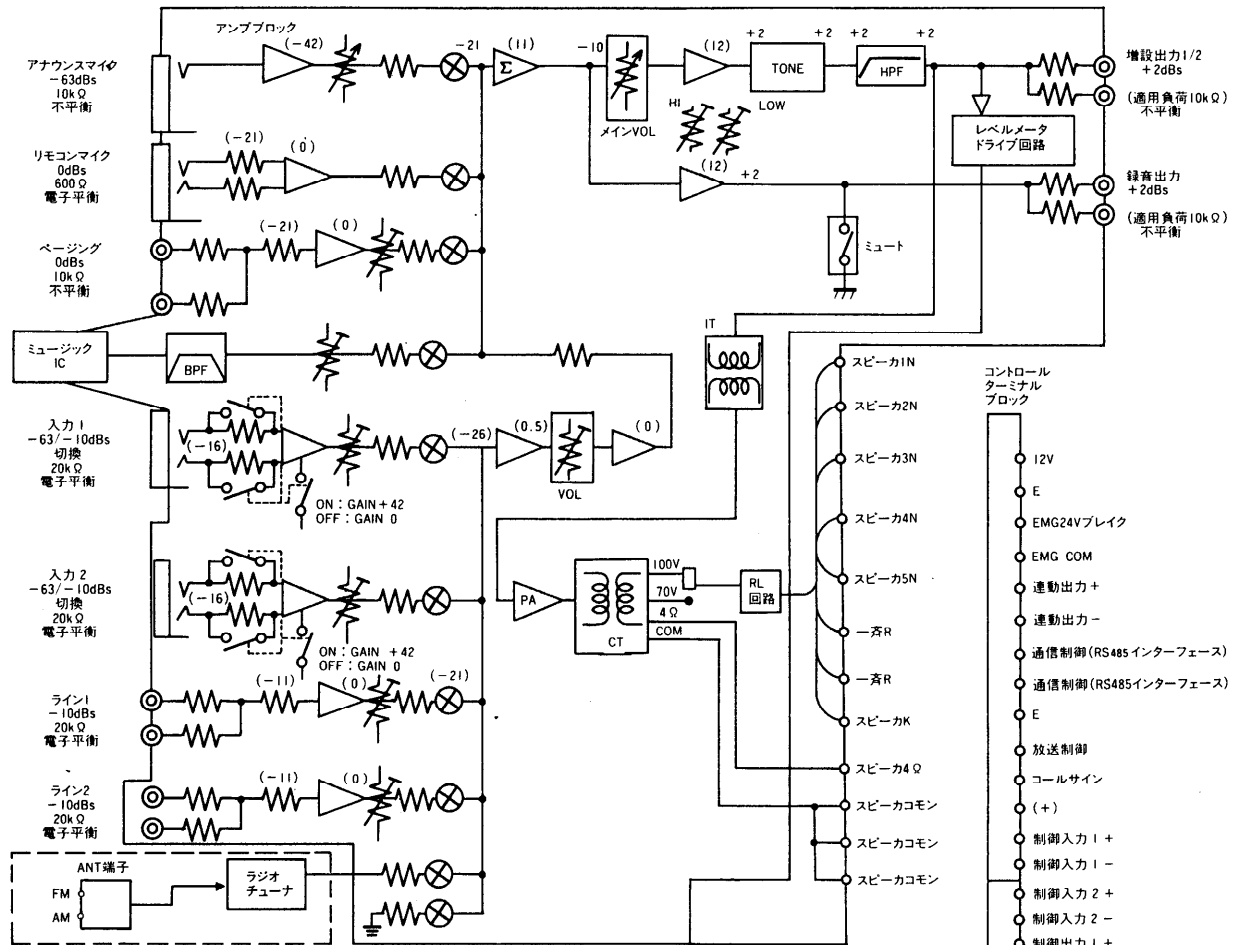 アンプブロック
アナウンスマイク
-63dBs
10kΩ
不平衡
(-42)
-21
(11)
Σ
-10
メインVOL
(12)
+2
TONE
+2
HI
LOW
+2
HPF
+2
増設出力1/2
+2dBs
(適用負荷10kΩ)
不平衡
レベルメータ
ドライブ回路
リモコンマイク
0dBs
600Ω
電子平衡
(-21)
(0)
(12)
+2
ミュート
録音出力
+2dBs
(適用負荷10kΩ)
不平衡
ページング
0dBs
10kΩ
不平衡
(-21)
(0)
ミュージック
IC
BPF
IT
入力1
-63/-10dBs
切換
20kΩ
電子平衡
(-16)
ON:GAIN+42
OFF:GAIN 0
(-26)
(0.5)
VOL
(0)
入力2
-63/-10dBs
切換
20kΩ
電子平衡
(-16)
ON:GAIN +42
OFF:GAIN 0
PA
CT
100V
70V
4Ω
COM
RL
回路
ライン1
-10dBs
20kΩ
電子平衡
(-11)
(0)
(-21)
ライン2
-10dBs
20kΩ
電子平衡
(-11)
(0)
ANT端子
FM
AM
ラジオ
チューナ
スピーカ1N
スピーカ2N
スピーカ3N
スピーカ4N
スピーカ5N
一斉R
一斉R
スピーカK
スピーカ4Ω
スピーカコモン
スピーカコモン
スピーカコモン
コントロール
ターミナル
ブロック
12V
E
EMG24Vブレイク
EMG COM
連動出力+
連動出力-
通信制御(RS485インターフェース)
通信制御(RS485インターフェース)
E
放送制御
コールサイン
(+)
制御入力1+
制御入力1-
制御入力2+
制御入力2-
制御出力1+